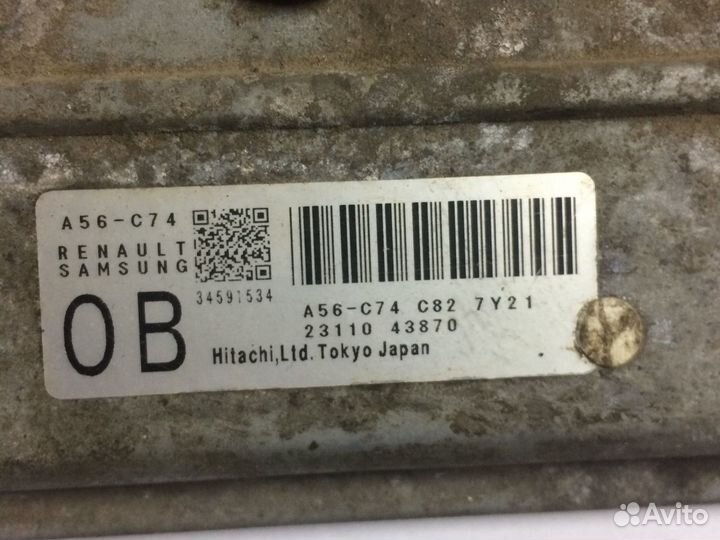 A56-C74
RENAULT
SAMSUNG
34591534
0B
A56-C74 C82 7Y21
23110 43870
Hitachi,Ltd. Tokyo Japan
Avito